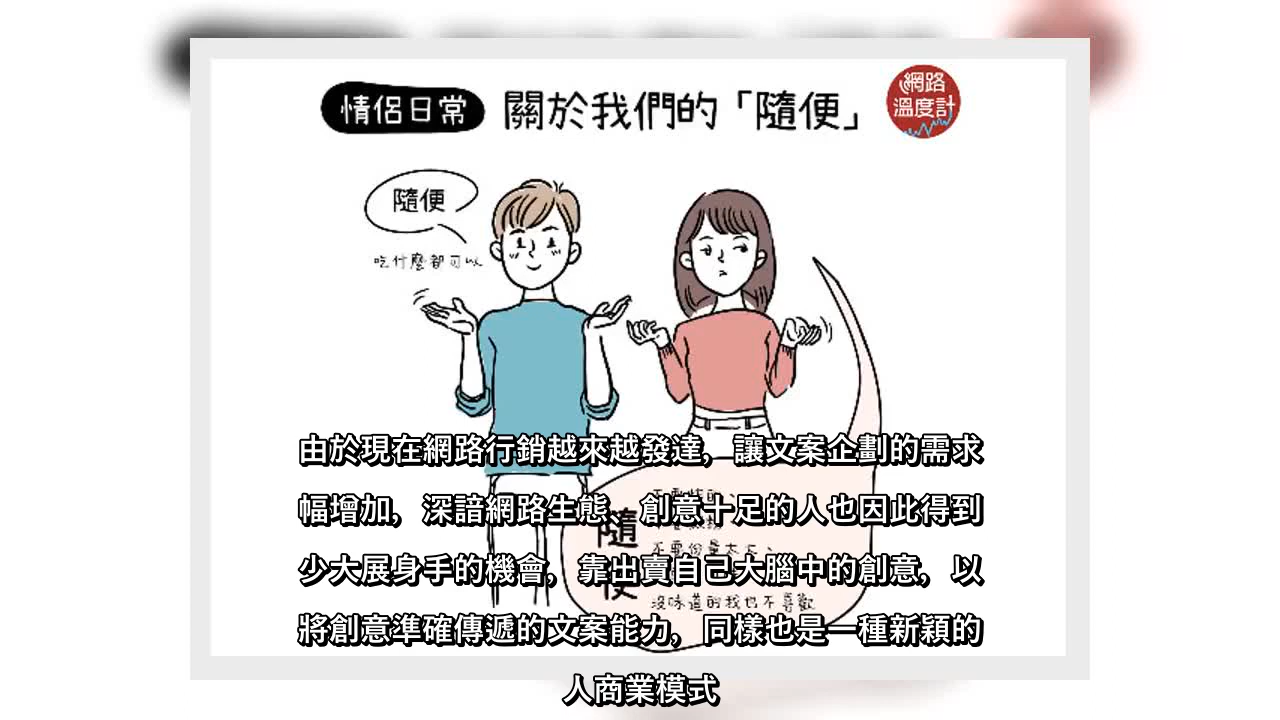 情侶日常 關於我們的「隨便」
網路
溫度計
隨便
吃什麼都可以
隨
便
沒味道的我也不喜歡
由於現在網路行銷越來越發達，讓文案企劃的需求
幅增加，深諳網路生態、創意十足的人也因此得到
少大展身手的機會，靠出賣自己大腦中的創意，以
將創意準確傳遞的文案能力，同樣也是一種新穎的
人商業模式